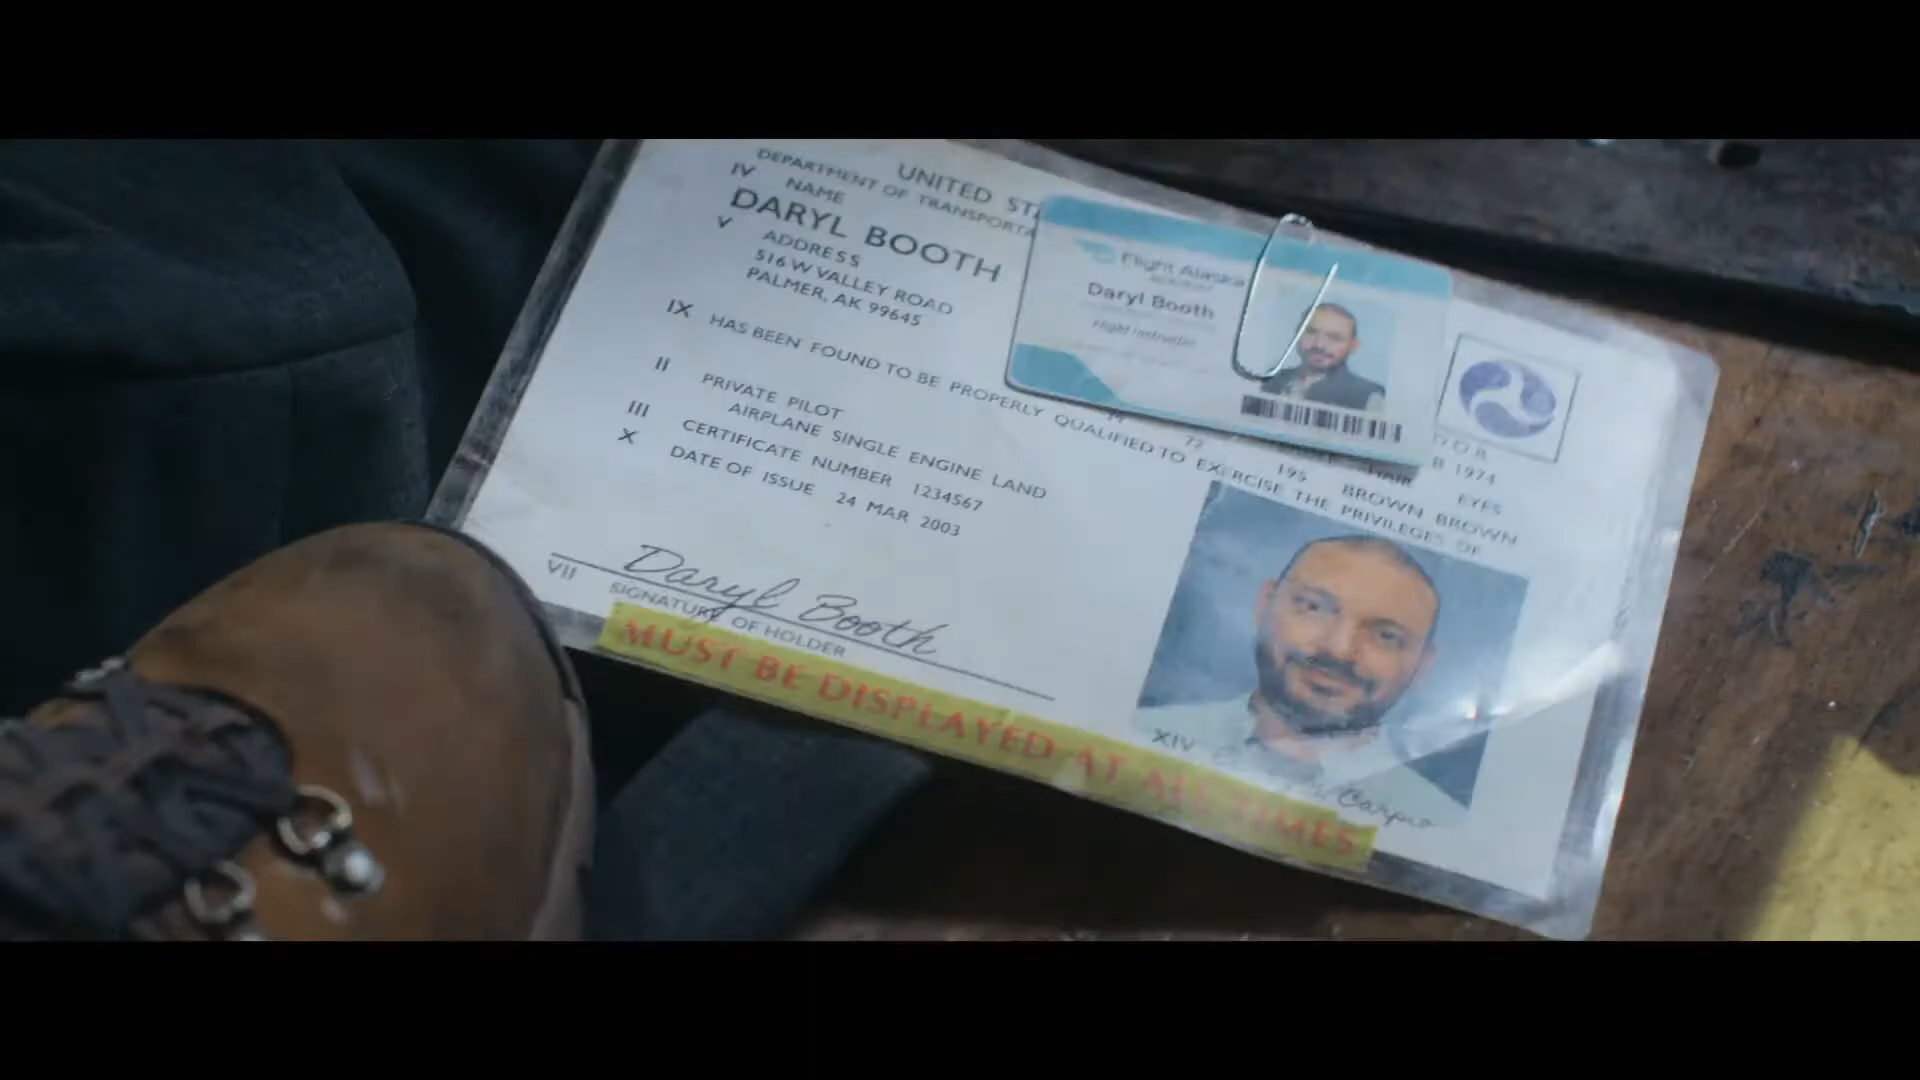 UNITED
DEPARTMENT OF
IV NAME
DARYL BOOTH
V ADDRESS
516 W VALLEY ROAD
PALMER, AK 99645
Flight Alaska
Daryl Booth
Flight Instructor
D.O.B.
1974
72 195 HAIR EYES
BROWN BROWN
IX HAS BEEN FOUND TO BE PROPERLY QUALIFIED TO EXERCISE THE PRIVILEGES OF
II PRIVATE PILOT
AIRPLANE SINGLE ENGINE LAND
III CERTIFICATE NUMBER 1234567
X DATE OF ISSUE 24 MAR 2003
Daryl Booth
VII SIGNATURE OF HOLDER
XIV
Carpio
MUST BE DISPLAYED AT ALL TIMES